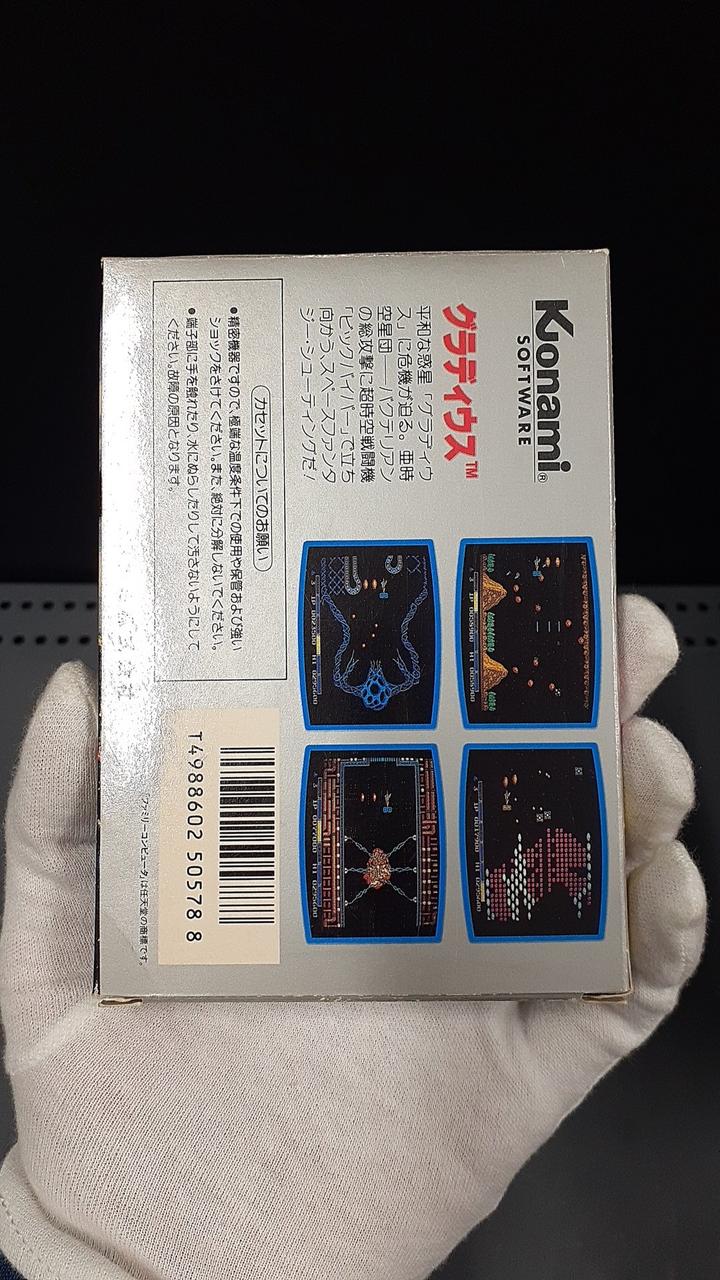 Konami®
SOFTWARE
グラディウス™
平和な惑星「グラディウ
ス」に危機が迫る。亜時
空星団——バクテリアン
の総攻撃に超時空戦闘機
「ビックバイパー」で立ち
向かう、スペースファンタ
ジー・シューティングだ!
カセットについてのお願い
●精密機器ですので、極端な温度条件下での使用や保管および強い
ショックをさけてください。また、絶対に分解しないでください。
●端子部に手を触れたり、水にぬらしたりして汚さないようにして
ください。故障の原因となります。
T4988602 50578 8
「ファミリーコンピュータ」は任天堂の商標です。